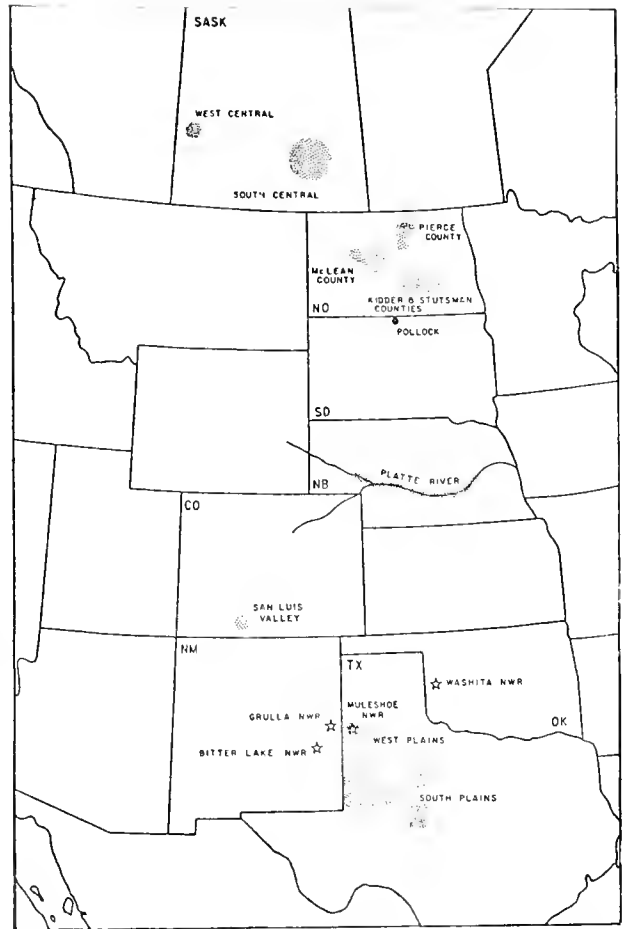 SASK
WEST CENTRAL
SOUTH CENTRAL
PIERCE
COUNTY
McLEAN
COUNTY
KIDDER & STUTSMAN
COUNTIES
ND
POLLOCK
SD
PLATTE RIVER
NB
CO
SAN LUIS
VALLEY
NM
TX
WASHITA NWR
MULESHOE
NWR
GRULLA NWR
OK
WEST PLAINS
BITTER LAKE NWR
SOUTH PLAINS